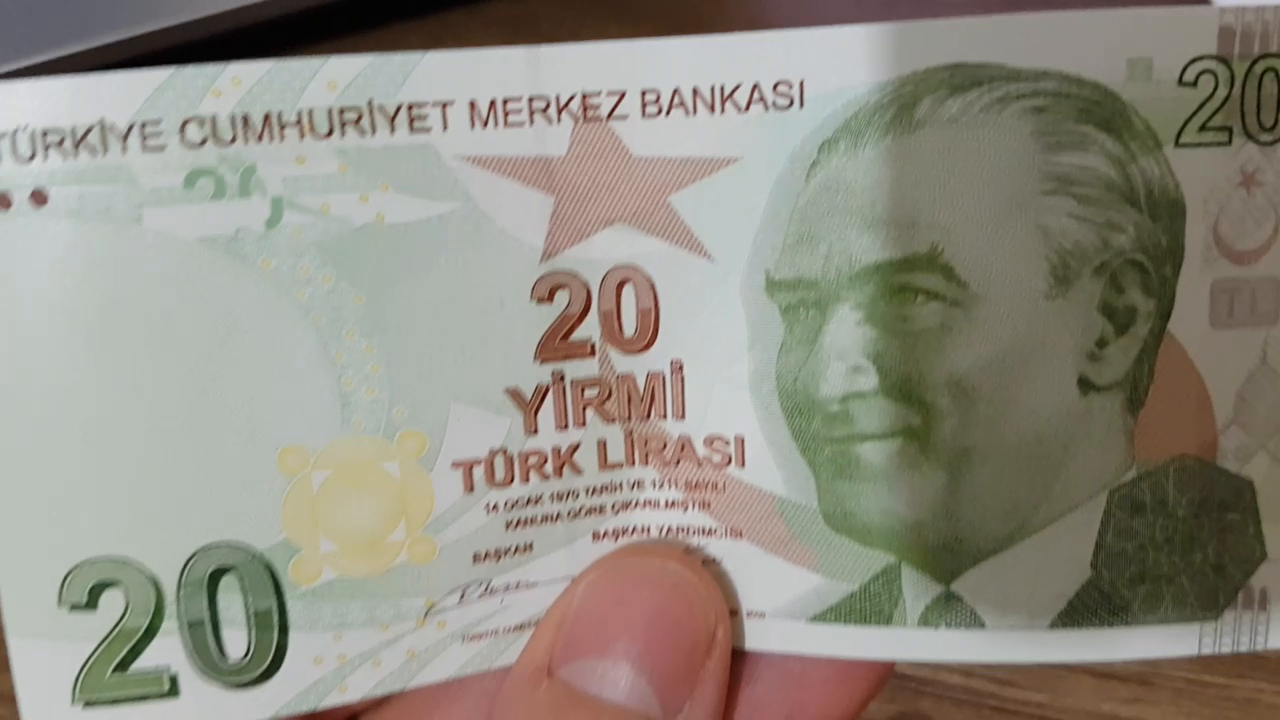 TÜRKİYE CUMHURİYET MERKEZ BANKASI
20
20
20
YİRMİ
TÜRK LİRASI
14 OCAK 1970 TARİH VE 1211 SAYILI
KANUNA GÖRE ÇIKARILMIŞTIR
BAŞKAN
BAŞKAN YARDIMCISI
TL
20